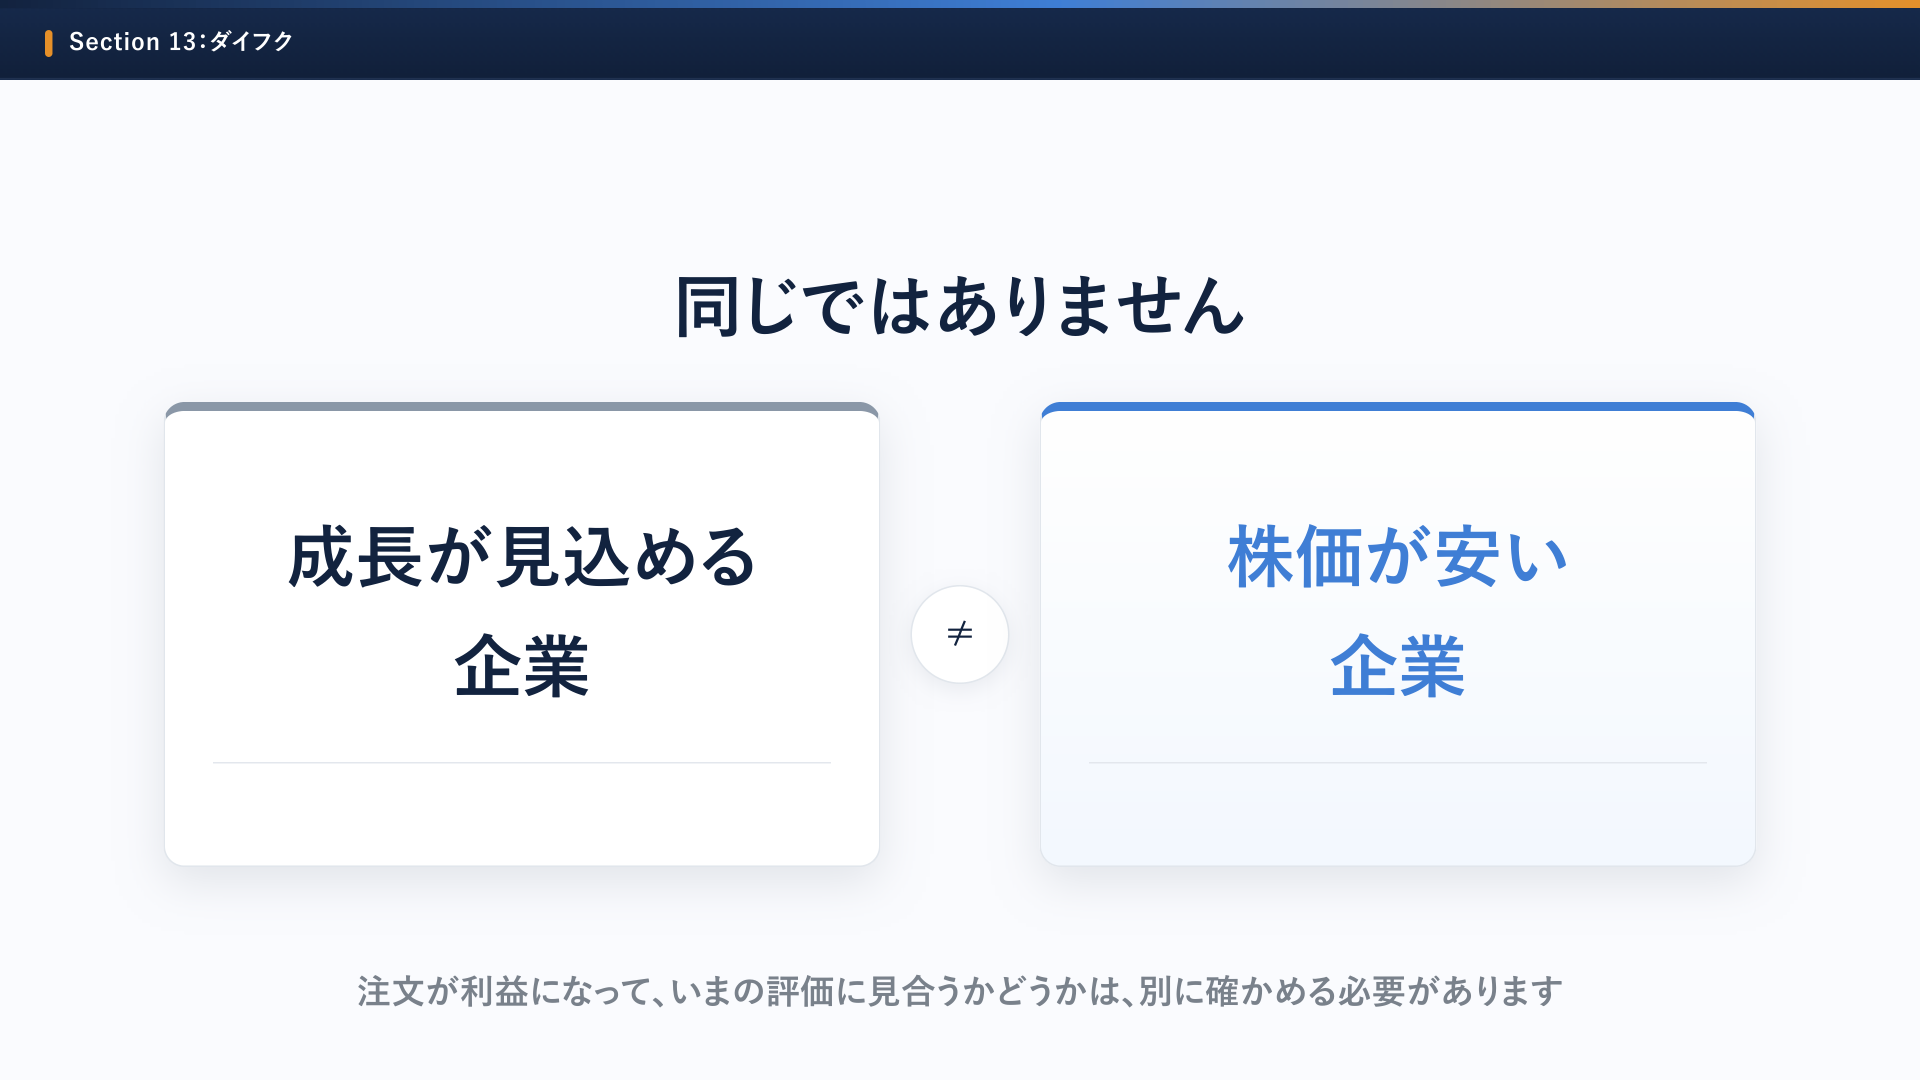 Section 13：ダイフク
同じではありません
成長が見込める
企業
≠
株価が安い
企業
注文が利益になって、いまの評価に見合うかどうかは、別に確かめる必要があります